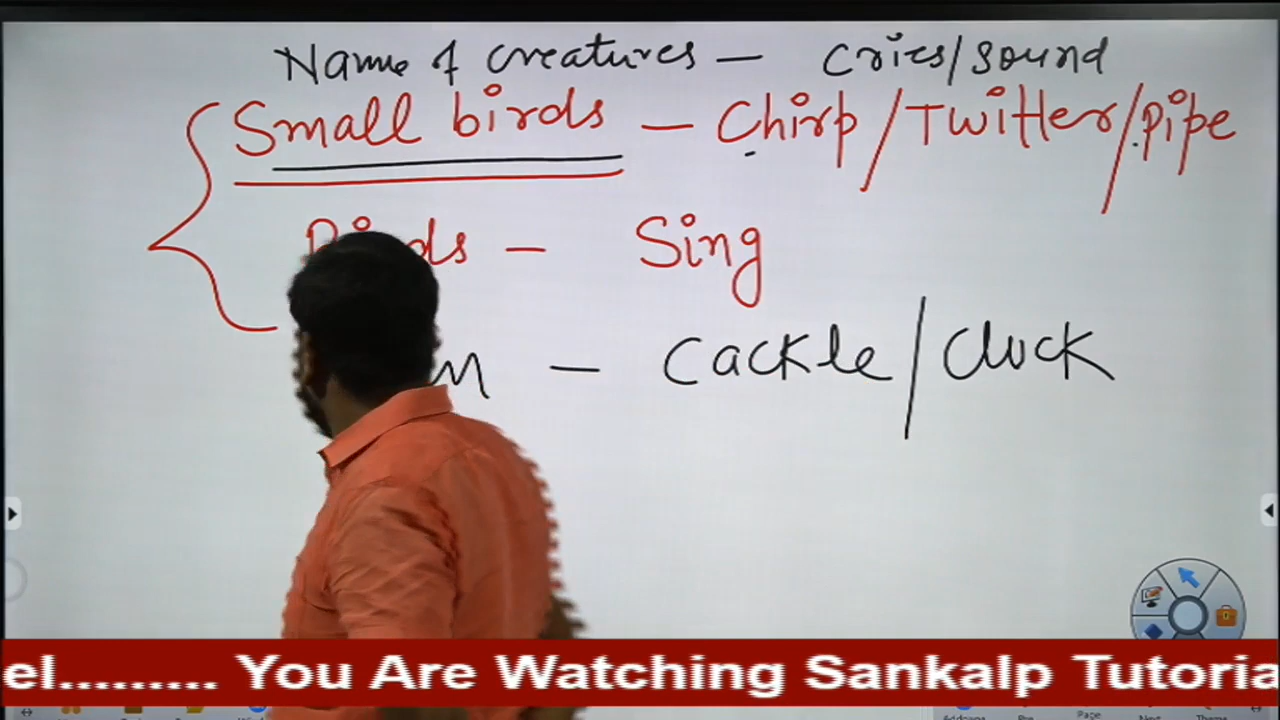 Name of creatures — Cries/Sound
Small birds — Chirp/Twitter/Pipe
Birds — Sing
— Cackle/Cluck
el......... You Are Watching Sankalp Tutoria